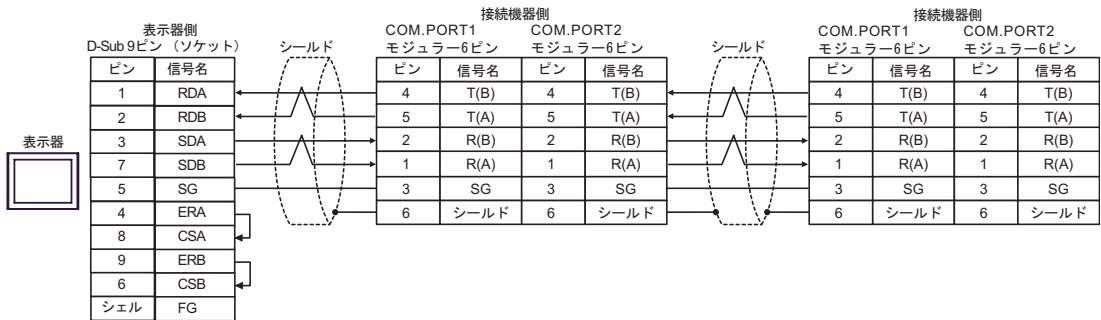 接続機器側 接続機器側
表示器側 COM.PORT1 COM.PORT2 COM.PORT1 COM.PORT2
D-Sub 9ピン (ソケット) シールド モジュラー6ピン モジュラー6ピン シールド モジュラー6ピン モジュラー6ピン
ピン 信号名 ピン 信号名 ピン 信号名 ピン 信号名 ピン 信号名
1 RDA 4 T(B) 4 T(B) 4 T(B) 4 T(B)
2 RDB 5 T(A) 5 T(A) 5 T(A) 5 T(A)
表示器 3 SDA 2 R(B) 2 R(B) 2 R(B) 2 R(B)
7 SDB 1 R(A) 1 R(A) 1 R(A) 1 R(A)
5 SG 3 SG 3 SG 3 SG 3 SG
4 ERA 6 シールド 6 シールド 6 シールド 6 シールド
8 CSA
9 ERB
6 CSB
シェル FG